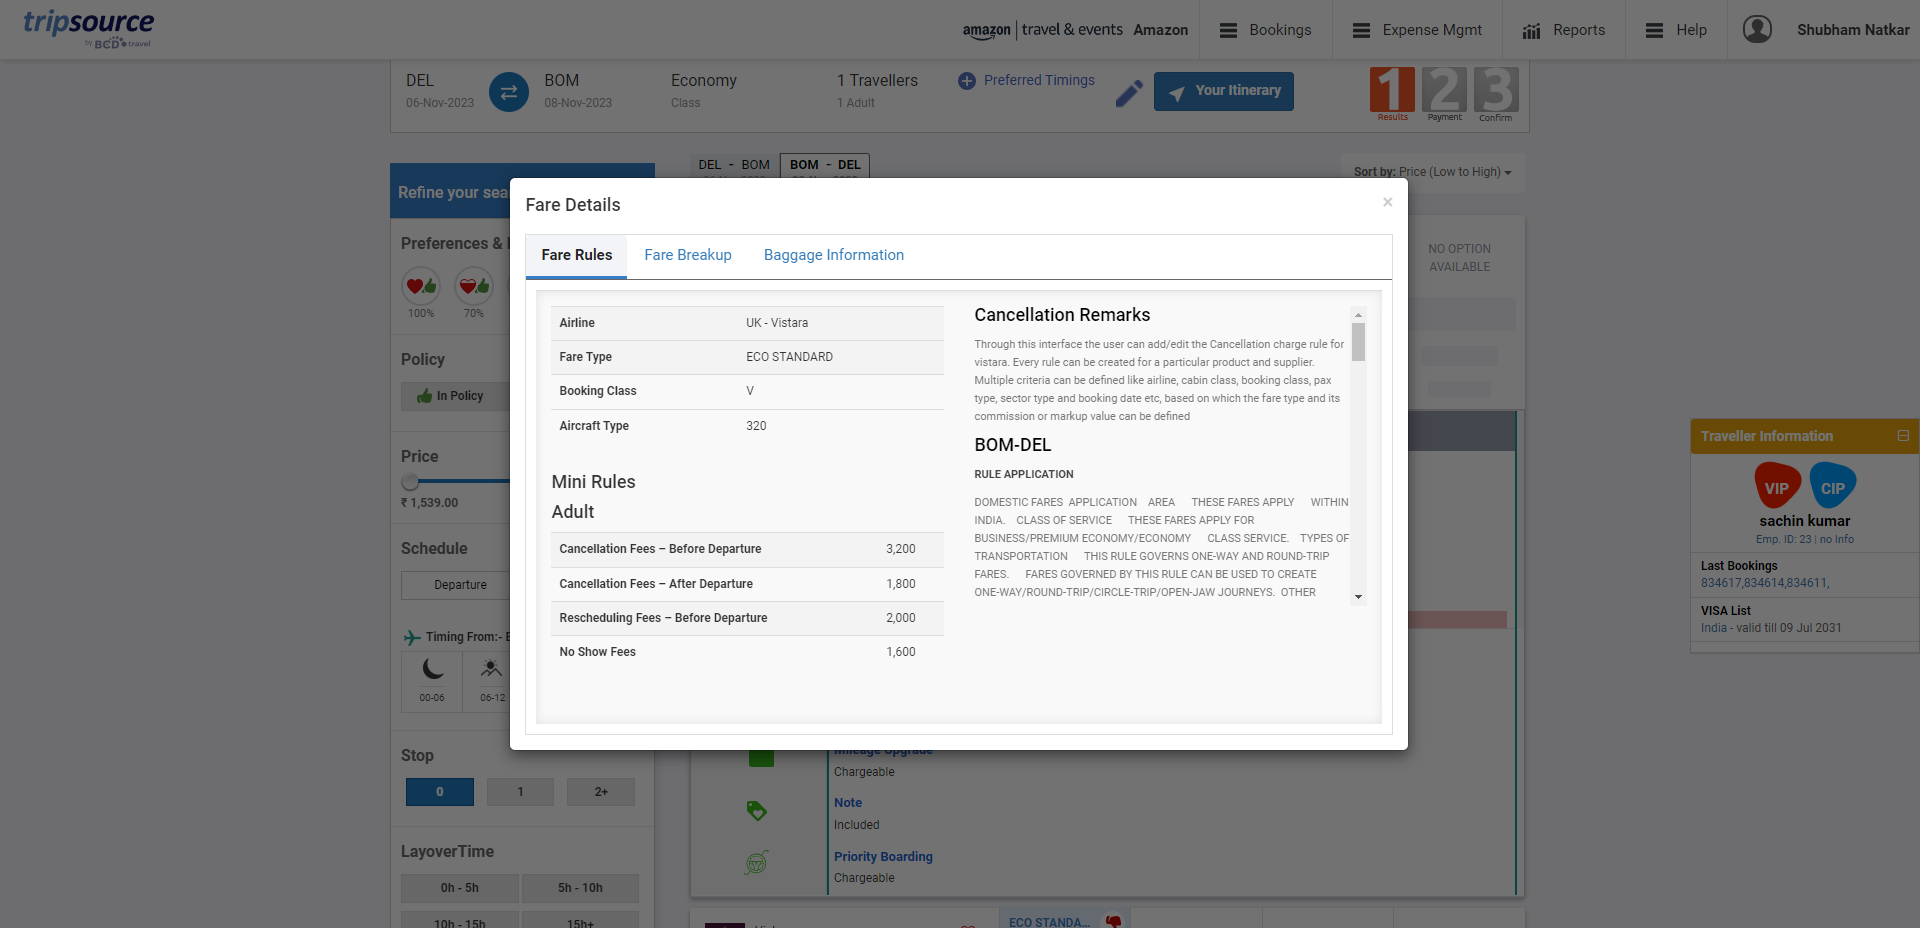 tripsource
by BCD travel
amazon travel & events Amazon
Bookings
Expense Mgmt
Reports
Help
Shubham Natkar
DEL
06-Nov-2023
BOM
08-Nov-2023
Economy
Class
1 Travellers
1 Adult
Preferred Timings
Your Itinerary
1 2 3
Results Payment Confirm
DEL - BOM
BOM - DEL
Sort by: Price (Low to High)
Refine your sea
Preferences &
100% 70%
Policy
In Policy
Price
₹ 1,539.00
Schedule
Departure
Timing From:-
00-06 06-12
Stop
0 1 2+
LayoverTime
0h - 5h 5h - 10h
10h - 15h 15h+
NO OPTION
AVAILABLE
Fare Details
×
Fare Rules Fare Breakup Baggage Information
Airline UK - Vistara
Fare Type ECO STANDARD
Booking Class V
Aircraft Type 320
Mini Rules
Adult
Cancellation Fees – Before Departure 3,200
Cancellation Fees – After Departure 1,800
Rescheduling Fees – Before Departure 2,000
No Show Fees 1,600
Cancellation Remarks
Through this interface the user can add/edit the Cancellation charge rule for
vistara. Every rule can be created for a particular product and supplier.
Multiple criteria can be defined like airline, cabin class, booking class, pax
type, sector type and booking date etc, based on which the fare type and its
commission or markup value can be defined
BOM-DEL
RULE APPLICATION
DOMESTIC FARES APPLICATION AREA THESE FARES APPLY WITHIN
INDIA. CLASS OF SERVICE THESE FARES APPLY FOR
BUSINESS/PREMIUM ECONOMY/ECONOMY CLASS SERVICE. TYPES OF
TRANSPORTATION THIS RULE GOVERNS ONE-WAY AND ROUND-TRIP
FARES. FARES GOVERNED BY THIS RULE CAN BE USED TO CREATE
ONE-WAY/ROUND-TRIP/CIRCLE-TRIP/OPEN-JAW JOURNEYS. OTHER
Mileage Upgrade
Chargeable
Note
Included
Priority Boarding
Chargeable
ECO STANDA...
Traveller Information
VIP CIP
sachin kumar
Emp. ID: 23 | no Info
Last Bookings
834617,834614,834611,
VISA List
India - valid till 09 Jul 2031